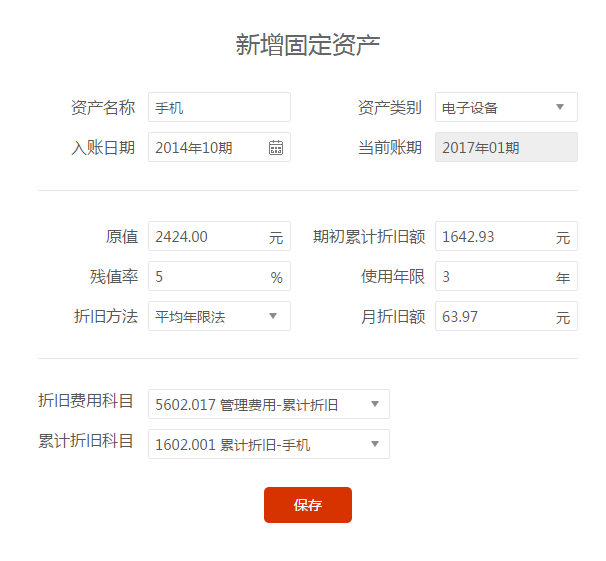 新增固定资产
资产名称 手机 资产类别 电子设备
入账日期 2014年10期 当前账期 2017年01期
原值 2424.00 元 期初累计折旧额 1642.93 元
残值率 5 % 使用年限 3 年
折旧方法 平均年限法 月折旧额 63.97 元
折旧费用科目 5602.017 管理费用-累计折旧
累计折旧科目 1602.001 累计折旧-手机
保存